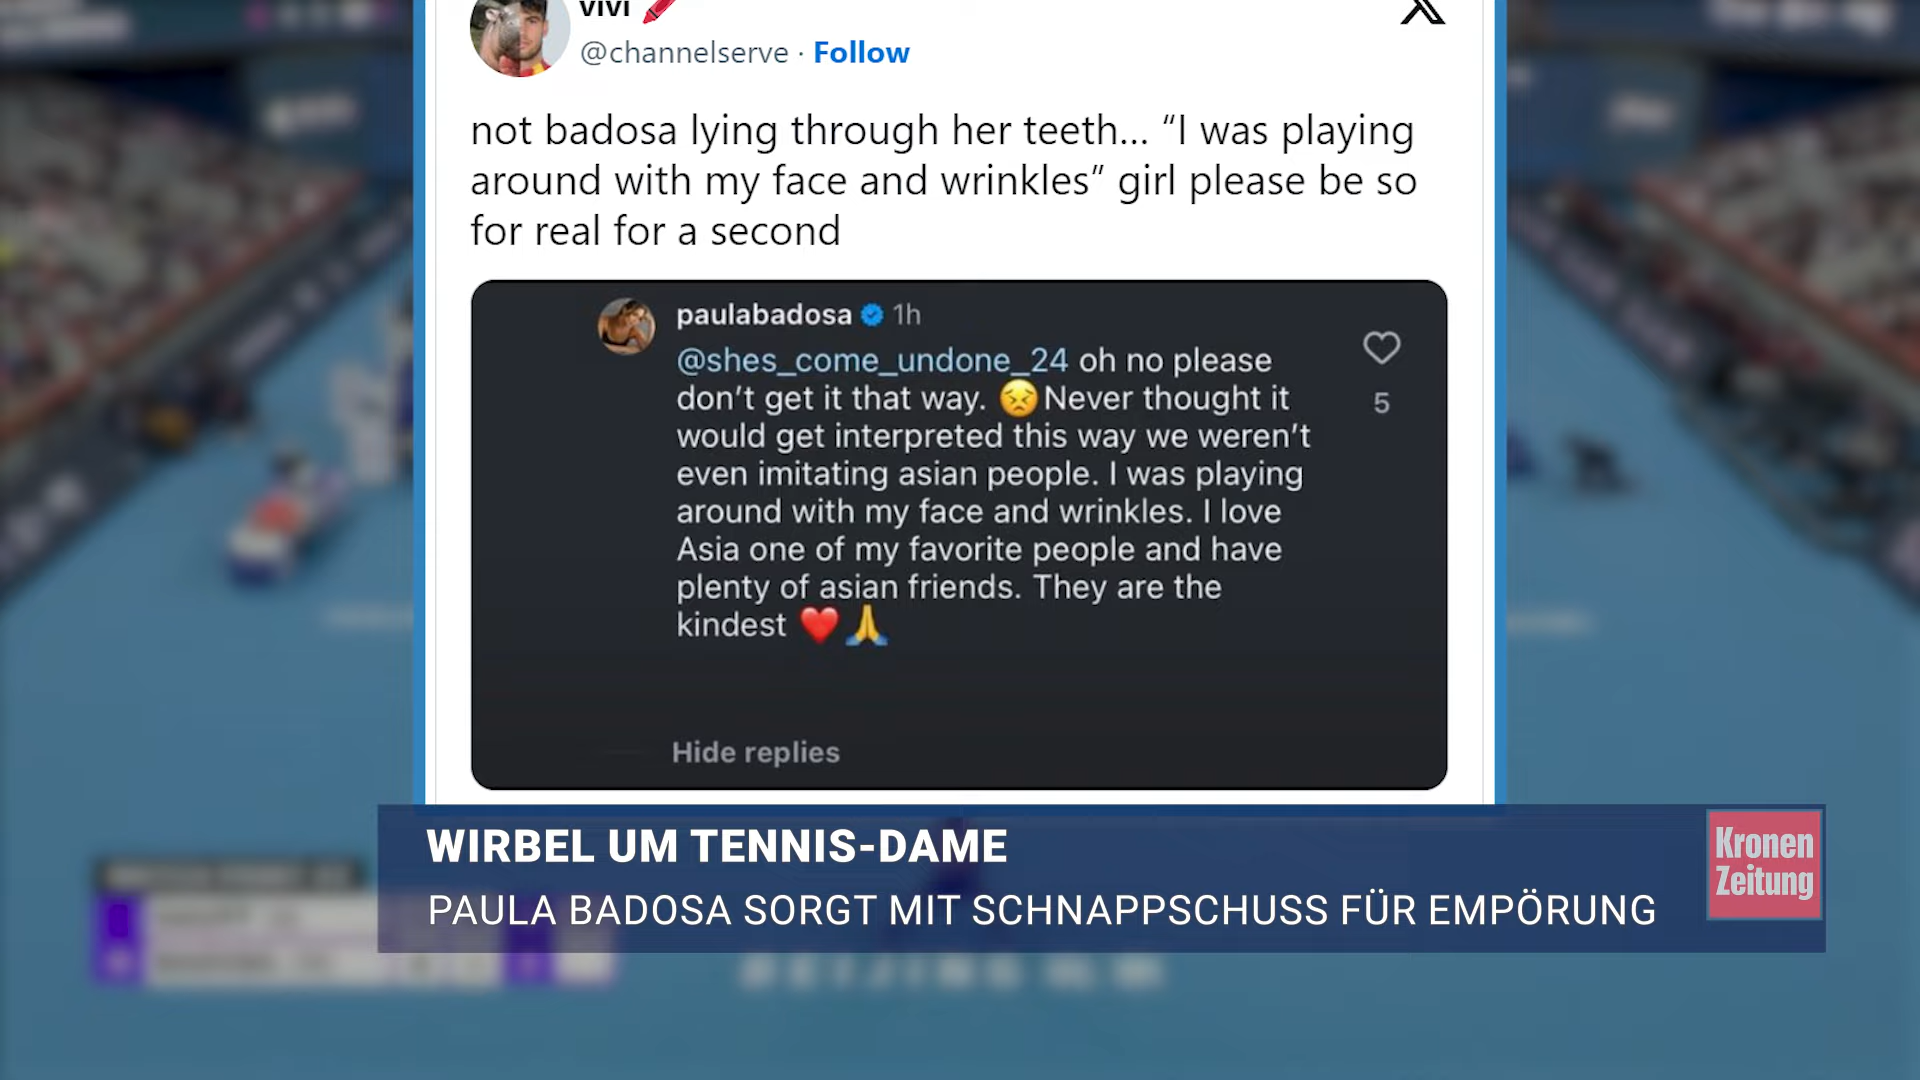 vivi
@channelserve · Follow
not badosa lying through her teeth... “I was playing
around with my face and wrinkles” girl please be so
for real for a second
paulabadosa 1h
@shes_come_undone_24 oh no please
don’t get it that way. 😣Never thought it
would get interpreted this way we weren’t
even imitating asian people. I was playing
around with my face and wrinkles. I love
Asia one of my favorite people and have
plenty of asian friends. They are the
kindest ❤️🙏
5
Hide replies
WIRBEL UM TENNIS-DAME
PAULA BADOSA SORGT MIT SCHNAPPSCHUSS FÜR EMPÖRUNG
Kronen
Zeitung